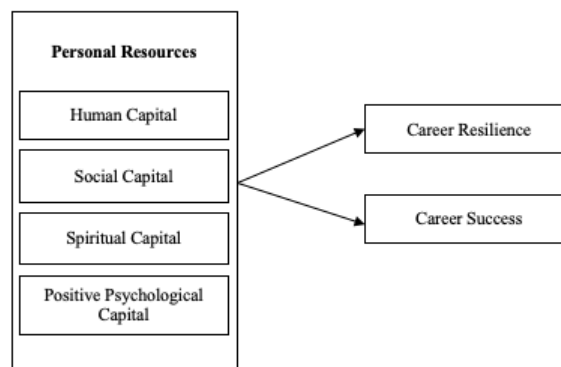 Personal Resources
Human Capital
Social Capital
Spiritual Capital
Positive Psychological
Capital
Career Resilience
Career Success